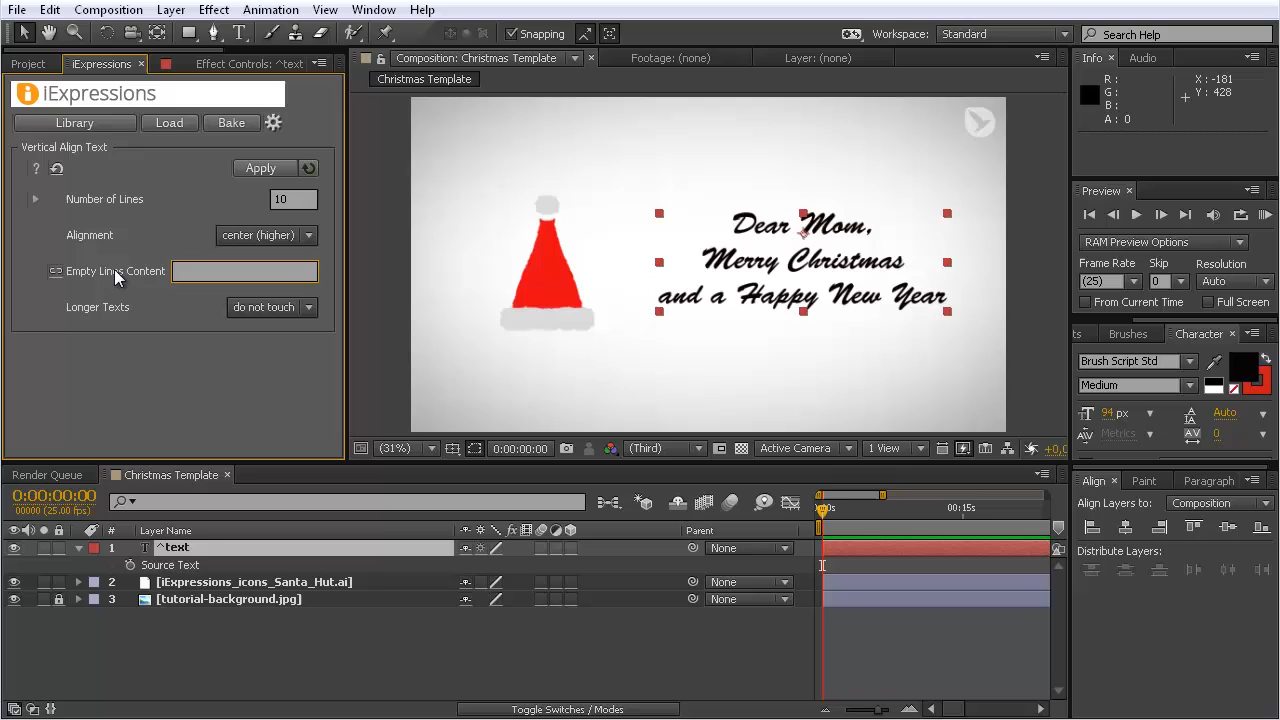 File Edit Composition Layer Effect Animation View Window Help
T Snapping Workspace: Standard Search Help
Project iExpressions × Effect Controls: ^text
Composition: Christmas Template × Footage: (none) Layer: (none)
Info × Audio
iExpressions
Christmas Template
R: X: -181
G: Y: 428
B:
A: 0
Library Load Bake
Vertical Align Text
? Apply
Number of Lines 10
Alignment center (higher)
Empty Lines Content
Longer Texts do not touch
Dear Mom,
Merry Christmas
and a Happy New Year
Preview ×
RAM Preview Options
Frame Rate Skip Resolution
(25) 0 Auto
From Current Time Full Screen
ts Brushes Character ×
Brush Script Std
Medium
94 px Auto
Metrics 0
(31%) 0:00:00:00 (Third) Active Camera 1 View +0,0
Render Queue Christmas Template ×
Align × Paint Paragraph
0:00:00:00
00000 (25.00 fps)
00:15s
Align Layers to: Composition
# Layer Name fx Parent
1 T ^text None
Source Text
2 [iExpressions_icons_Santa_Hut.ai] None
3 [tutorial-background.jpg] None
Distribute Layers:
Toggle Switches / Modes